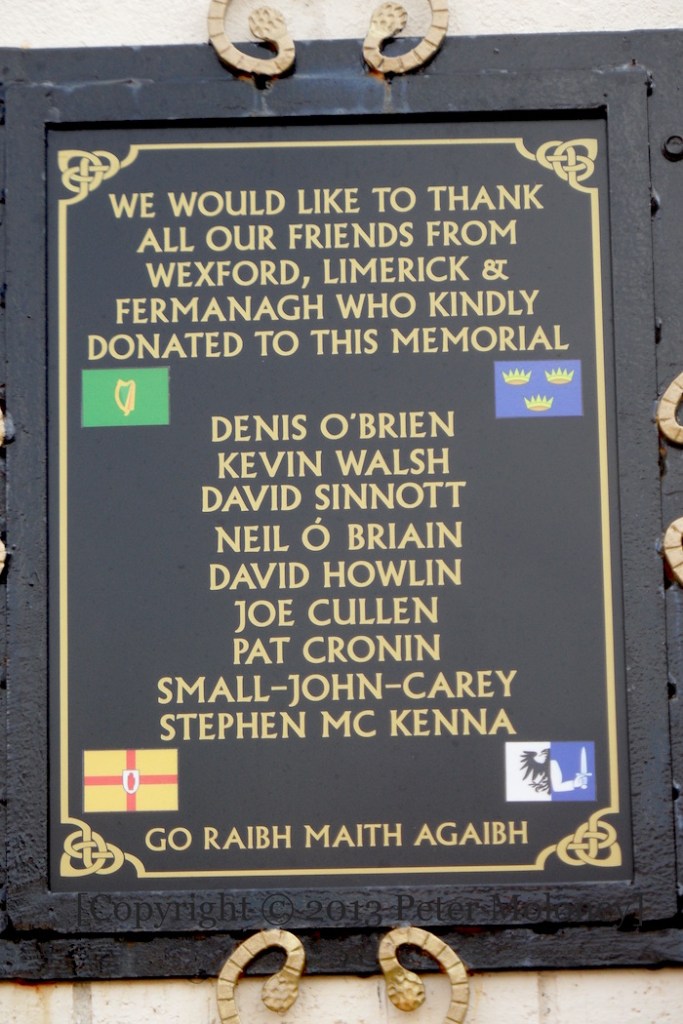 WE WOULD LIKE TO THANK
ALL OUR FRIENDS FROM
WEXFORD, LIMERICK &
FERMANAGH WHO KINDLY
DONATED TO THIS MEMORIAL
DENIS O'BRIEN
KEVIN WALSH
DAVID SINNOTT
NEIL Ó BRIAIN
DAVID HOWLIN
JOE CULLEN
PAT CRONIN
SMALL-JOHN-CAREY
STEPHEN MC KENNA
GO RAIBH MAITH AGAIBH
[Copyright © 2013 Peter Moloney]